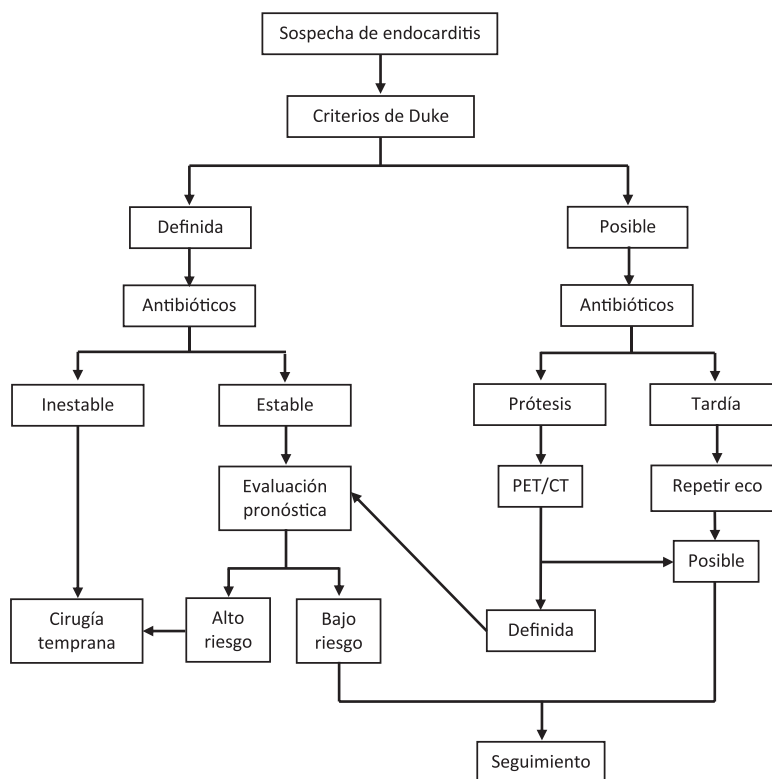 Sospecha de endocarditis
Criterios de Duke
Definida
Posible
Antibióticos
Antibióticos
Inestable
Estable
Prótesis
Tardía
Evaluación
pronóstica
PET/CT
Repetir eco
Posible
Cirugía
temprana
Alto
riesgo
Bajo
riesgo
Definida
Seguimiento